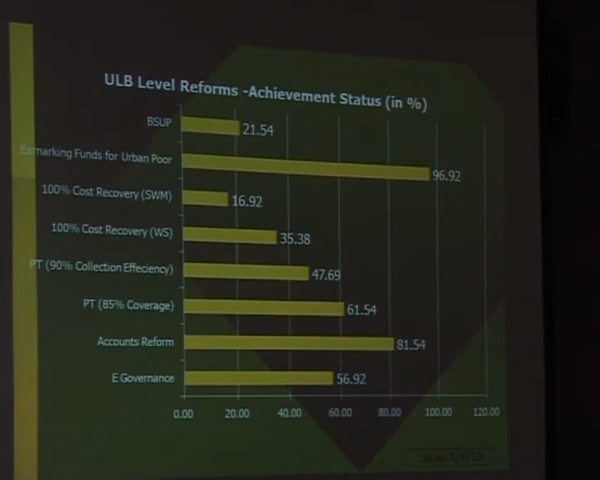 ULB Level Reforms -Achievement Status (in %)
BSUP 21.54
Earmarking Funds for Urban Poor 96.92
100% Cost Recovery (SWM) 16.92
100% Cost Recovery (WS) 35.38
PT (90% Collection Effeciency) 47.69
PT (85% Coverage) 61.54
Accounts Reform 81.54
E Governance 56.92
0.00 20.00 40.00 60.00 80.00 100.00 120.00